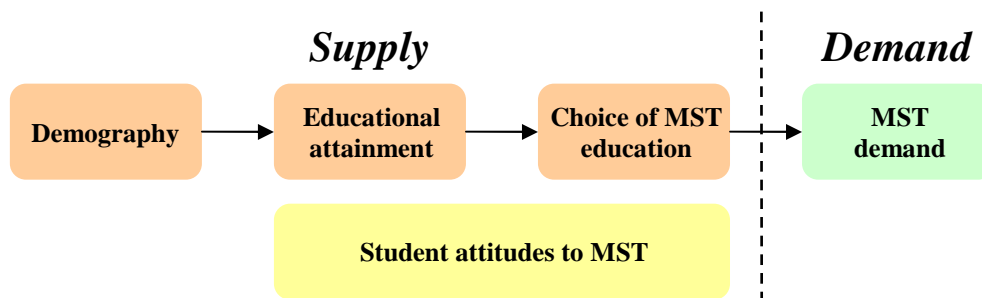 Supply
Demand
Demography
Educational
attainment
Choice of MST
education
MST
demand
Student attitudes to MST